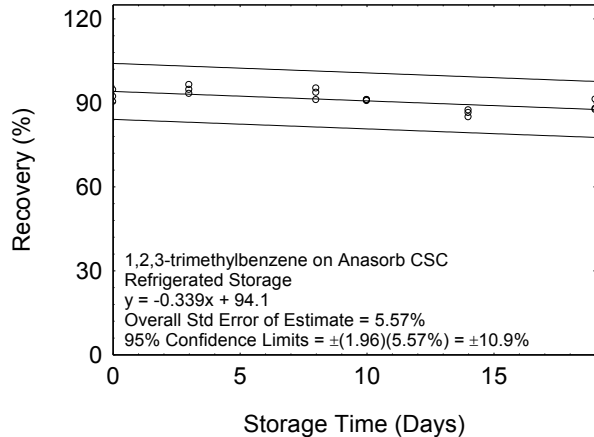 120
90
60
30
0
Recovery (%)
1,2,3-trimethylbenzene on Anasorb CSC
Refrigerated Storage
y = -0.339x + 94.1
Overall Std Error of Estimate = 5.57%
95% Confidence Limits = ±(1.96)(5.57%) = ±10.9%
0 5 10 15
Storage Time (Days)